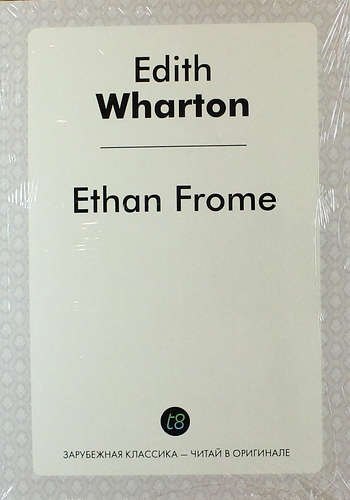 Edith
Wharton
Ethan Frome
t8
ЗАРУБЕЖНАЯ КЛАССИКА — ЧИТАЙ В ОРИГИНАЛЕ